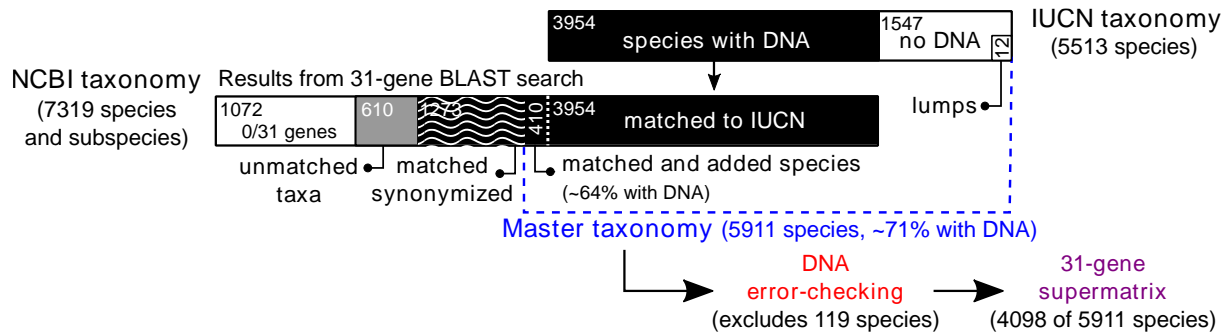 3954
species with DNA
1547
no DNA
12
IUCN taxonomy
(5513 species)
lumps
NCBI taxonomy
(7319 species
and subspecies)
Results from 31-gene BLAST search
1072
0/31 genes
610
1273
410
3954
matched to IUCN
unmatched
taxa
matched
synonymized
matched and added species
(~64% with DNA)
Master taxonomy (5911 species, ~71% with DNA)
DNA
error-checking
(excludes 119 species)
31-gene
supermatrix
(4098 of 5911 species)